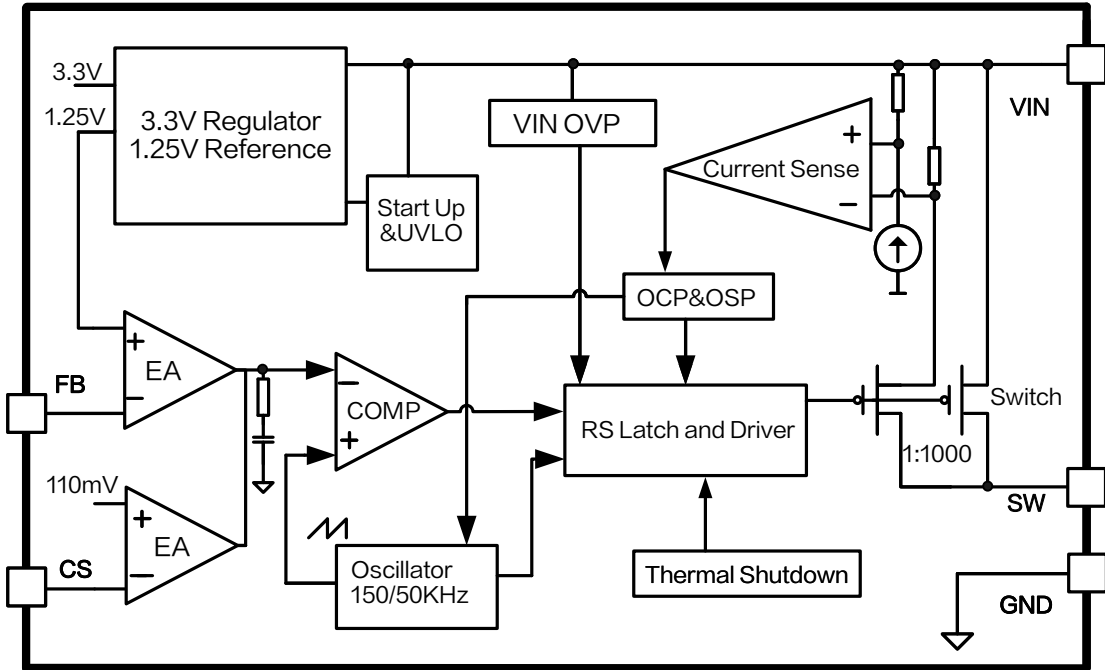 3.3V
1.25V
3.3V Regulator
1.25V Reference
VIN OVP
VIN
+
Current Sense
−
Start Up
&UVLO
OCP&OSP
+
EA
−
FB
−
COMP
+
RS Latch and Driver
Switch
1:1000
110mV
+
EA
−
CS
SW
Oscillator
150/50KHz
Thermal Shutdown
GND